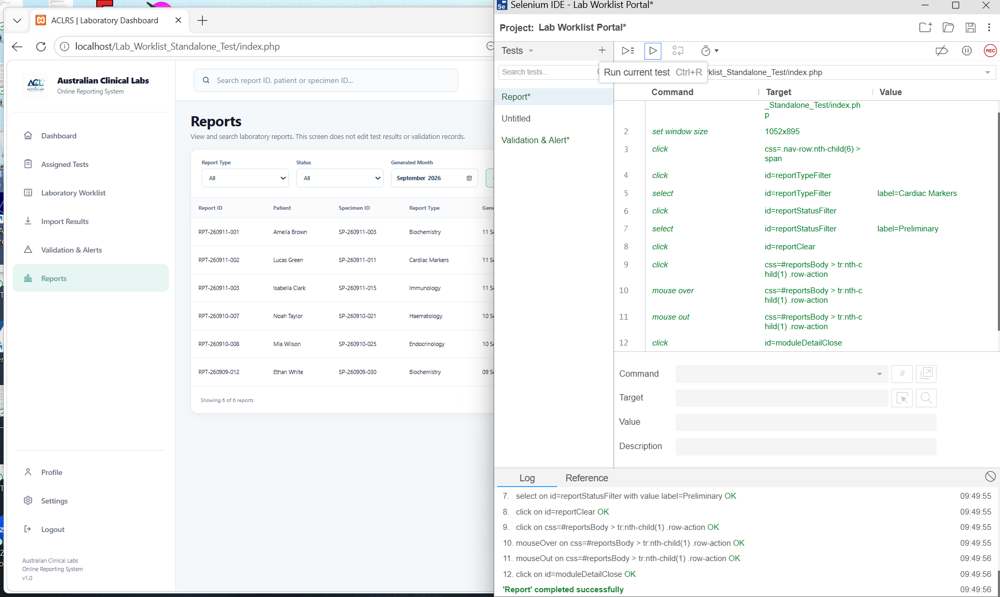 ACLRS | Laboratory Dashboard
localhost/Lab_Worklist_Standalone_Test/index.php
ACL
AUSTRALIAN
Australian Clinical Labs
Online Reporting System
Dashboard
Assigned Tests
Laboratory Worklist
Import Results
Validation & Alerts
Reports
Profile
Settings
Logout
Australian Clinical Labs
Online Reporting System
v1.0
Search report ID, patient or specimen ID...
Reports
View and search laboratory reports. This screen does not edit test results or validation records.
Report Type Status Generated Month
All All September 2026
Report ID Patient Specimen ID Report Type Gene
RPT-260911-001 Amelia Brown SP-260911-003 Biochemistry 11 S
RPT-260911-002 Lucas Green SP-260911-011 Cardiac Markers 11 S
RPT-260911-003 Isabella Clark SP-260911-015 Immunology 11 S
RPT-260910-007 Noah Taylor SP-260910-021 Haematology 10 S
RPT-260910-008 Mia Wilson SP-260910-025 Endocrinology 10 S
RPT-260909-012 Ethan White SP-260909-030 Biochemistry 09 S
Showing 6 of 6 reports
Se Selenium IDE - Lab Worklist Portal*
Project: Lab Worklist Portal*
Tests
REC
Search tests...
Run current test Ctrl+R
klist_Standalone_Test/index.php
Report*
Untitled
Validation & Alert*
Command Target Value
_Standalone_Test/index.ph
p
2 set window size 1052x895
3 click css=.nav-row:nth-child(6) >
span
4 click id=reportTypeFilter
5 select id=reportTypeFilter label=Cardiac Markers
6 click id=reportStatusFilter
7 select id=reportStatusFilter label=Preliminary
8 click id=reportClear
9 click css=#reportsBody > tr:nth-c
hild(1) .row-action
10 mouse over css=#reportsBody > tr:nth-c
hild(1) .row-action
11 mouse out css=#reportsBody > tr:nth-c
hild(1) .row-action
12 click id=moduleDetailClose
Command //
Target
Value
Description
Log Reference
7. select on id=reportStatusFilter with value label=Preliminary OK 09:49:55
8. click on id=reportClear OK 09:49:55
9. click on css=#reportsBody > tr:nth-child(1) .row-action OK 09:49:55
10. mouseOver on css=#reportsBody > tr:nth-child(1) .row-action OK 09:49:55
11. mouseOut on css=#reportsBody > tr:nth-child(1) .row-action OK 09:49:56
12. click on id=moduleDetailClose OK 09:49:56
'Report' completed successfully 09:49:56